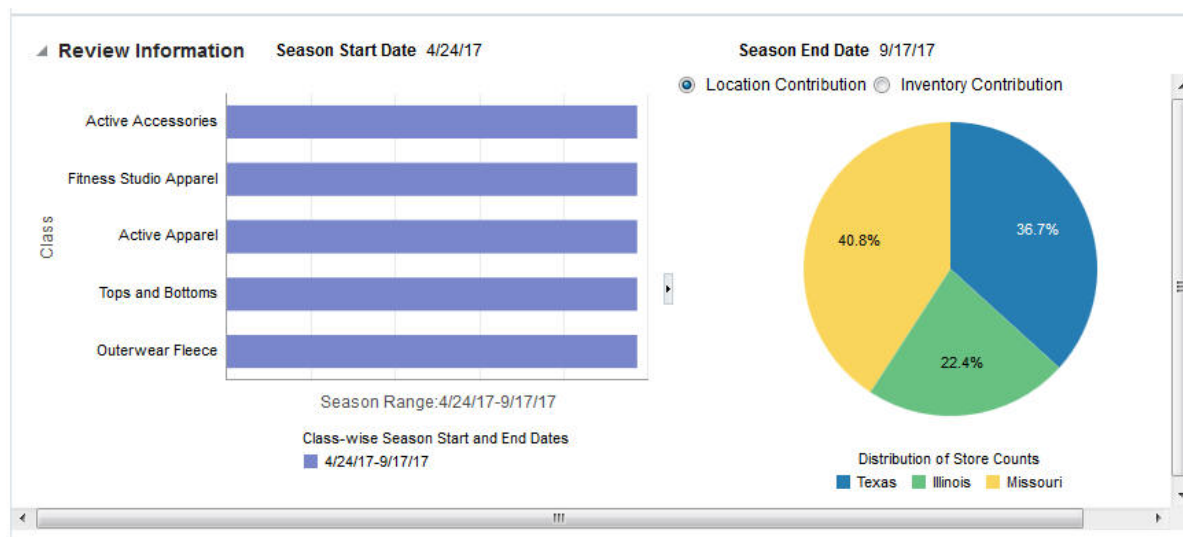 Review Information
Season Start Date 4/24/17
Season End Date 9/17/17
Location Contribution
Inventory Contribution
Class
Active Accessories
Fitness Studio Apparel
Active Apparel
Tops and Bottoms
Outerwear Fleece
Season Range:4/24/17-9/17/17
Class-wise Season Start and End Dates
4/24/17-9/17/17
36.7%
40.8%
22.4%
Distribution of Store Counts
Texas Illinois Missouri